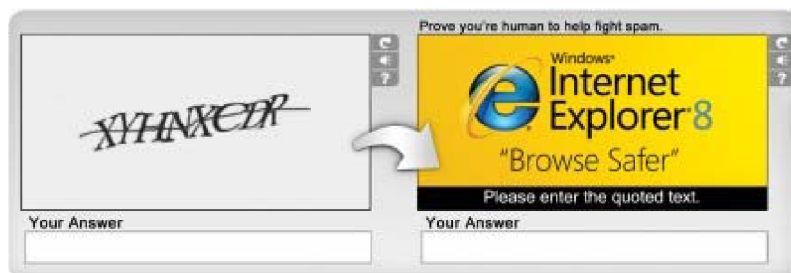 Prove you're human to help fight spam.
XYHNXCDR
Windows®
Internet
Explorer 8
"Browse Safer"
Please enter the quoted text.
Your Answer
Your Answer